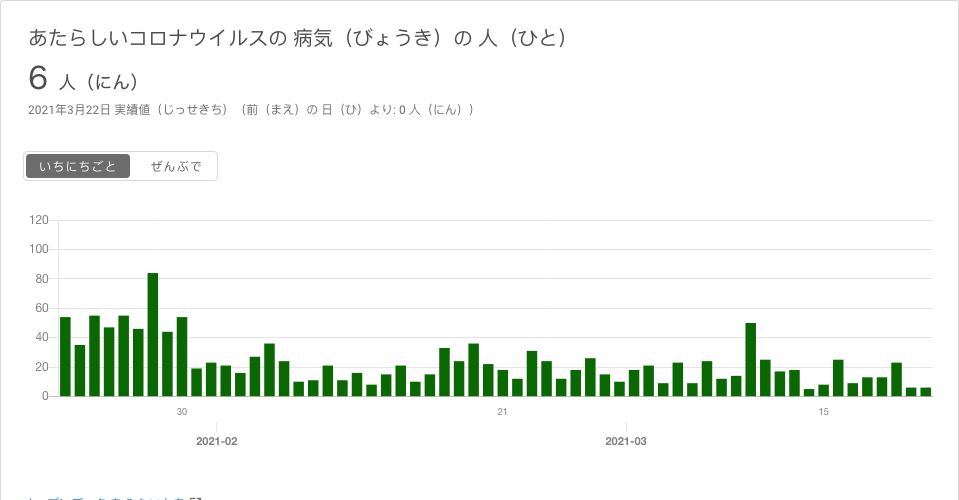 あたらしいコロナウイルスの 病気（びょうき）の 人（ひと）
6 人（にん）
2021年3月22日 実績値（じっせきち）（前（まえ）の 日（ひ）より: 0 人（にん））
いちにちごと ぜんぶで
120
100
80
60
40
20
0
30 21 15
2021-02 2021-03